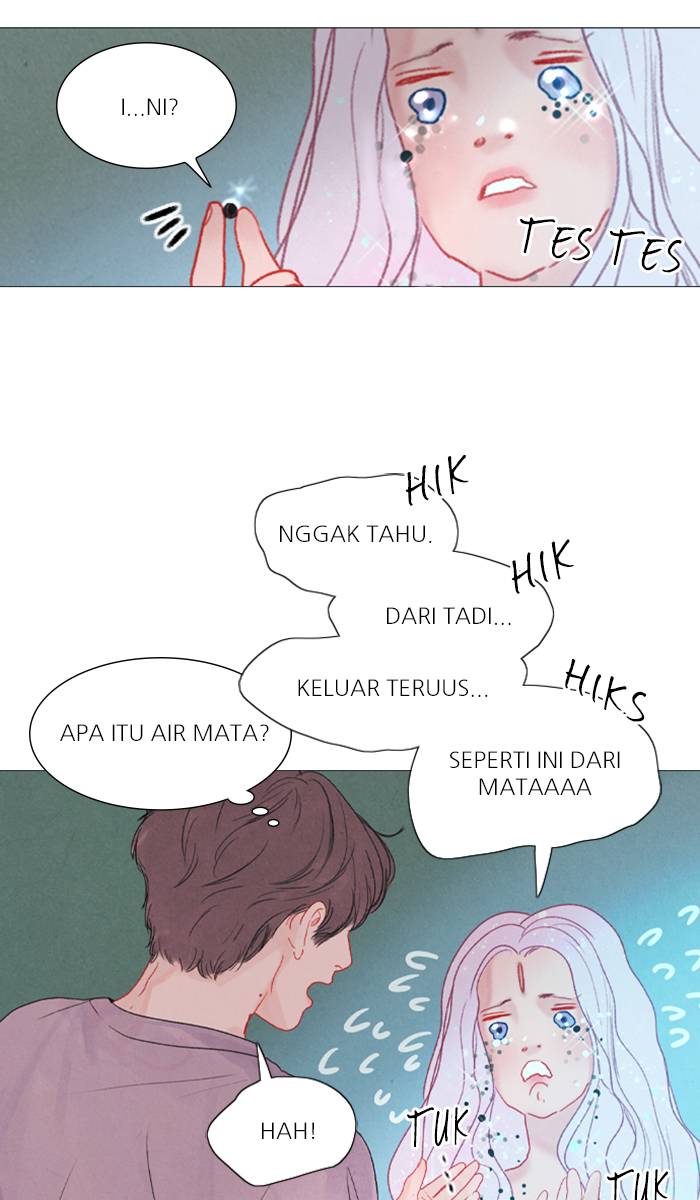 I...NI?
TES TES
HIK
NGGAK TAHU.
HIK
DARI TADI...
HIKS
KELUAR TERUUS...
APA ITU AIR MATA?
SEPERTI INI DARI
MATAAAA
HAH!
TUK
TUK